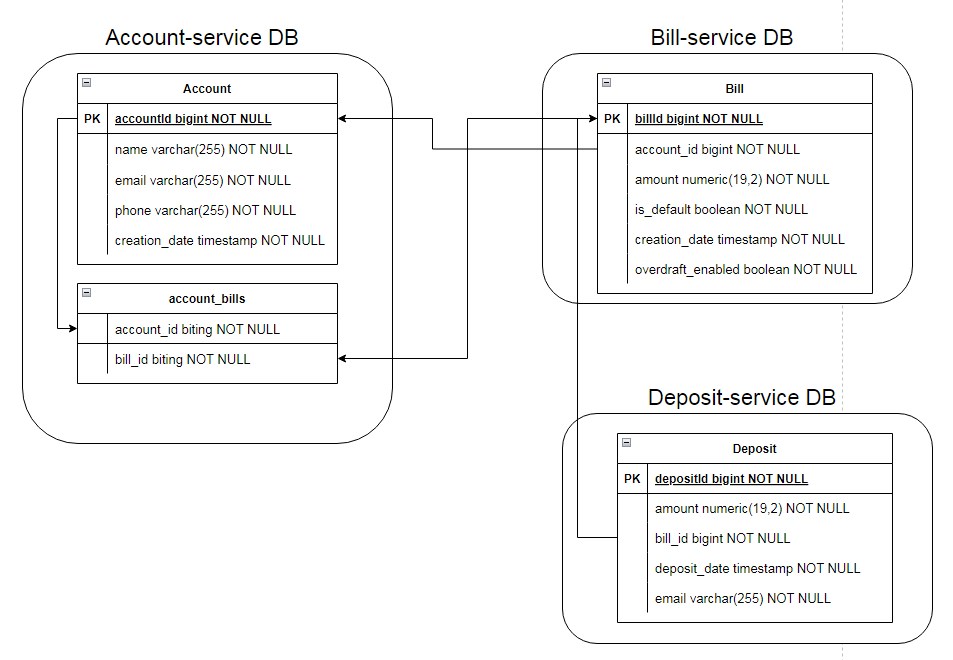 Account-service DB
Account
PK accountId bigint NOT NULL
name varchar(255) NOT NULL
email varchar(255) NOT NULL
phone varchar(255) NOT NULL
creation_date timestamp NOT NULL
account_bills
account_id biting NOT NULL
bill_id biting NOT NULL
Bill-service DB
Bill
PK billId bigint NOT NULL
account_id bigint NOT NULL
amount numeric(19,2) NOT NULL
is_default boolean NOT NULL
creation_date timestamp NOT NULL
overdraft_enabled boolean NOT NULL
Deposit-service DB
Deposit
PK depositId bigint NOT NULL
amount numeric(19,2) NOT NULL
bill_id bigint NOT NULL
deposit_date timestamp NOT NULL
email varchar(255) NOT NULL